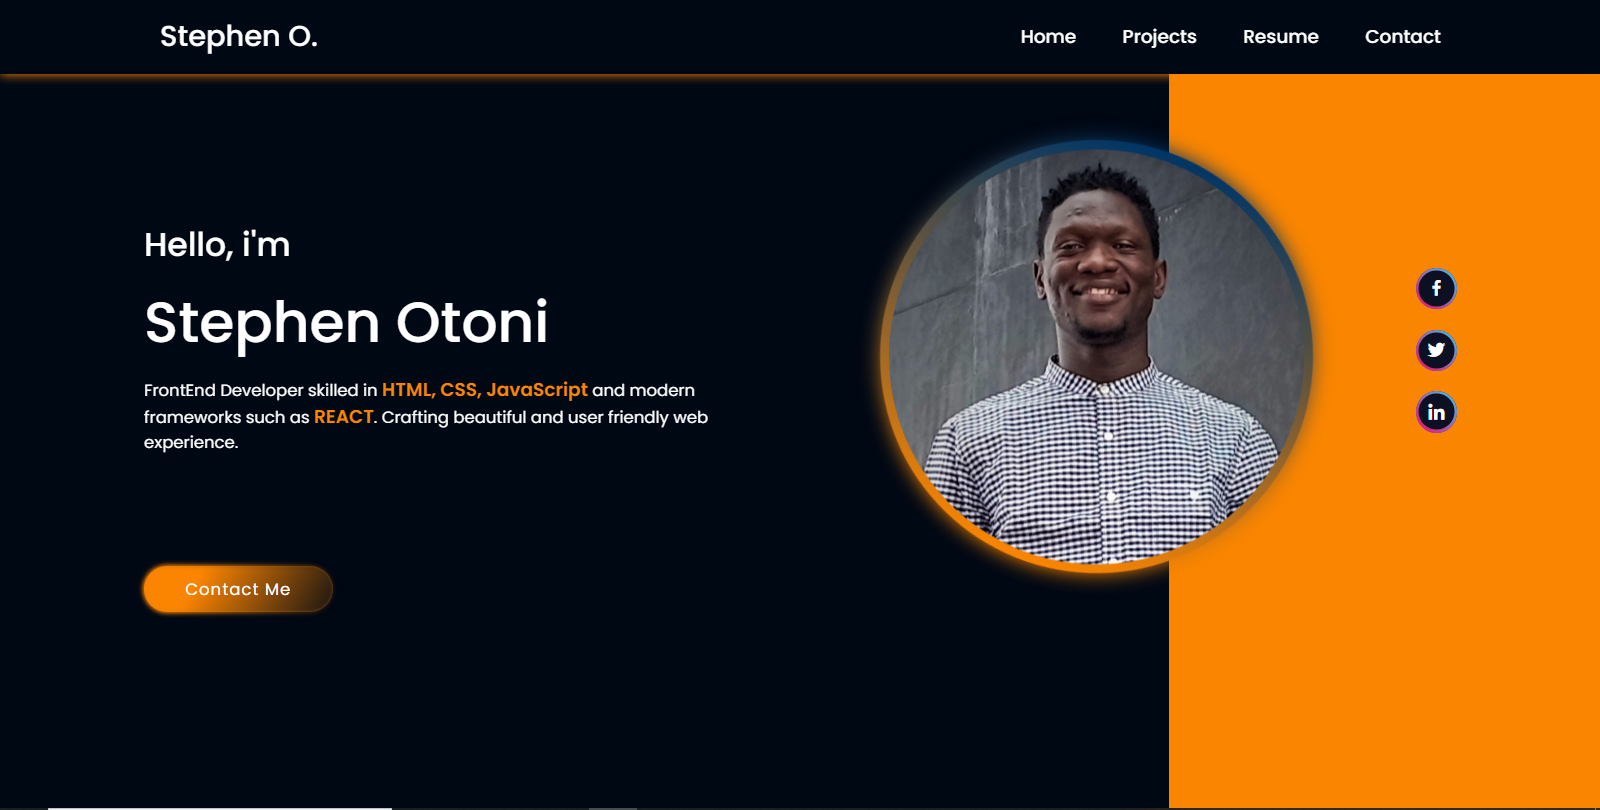 Stephen O.
Home Projects Resume Contact
Hello, i'm
Stephen Otoni
FrontEnd Developer skilled in HTML, CSS, JavaScript and modern
frameworks such as REACT. Crafting beautiful and user friendly web
experience.
Contact Me